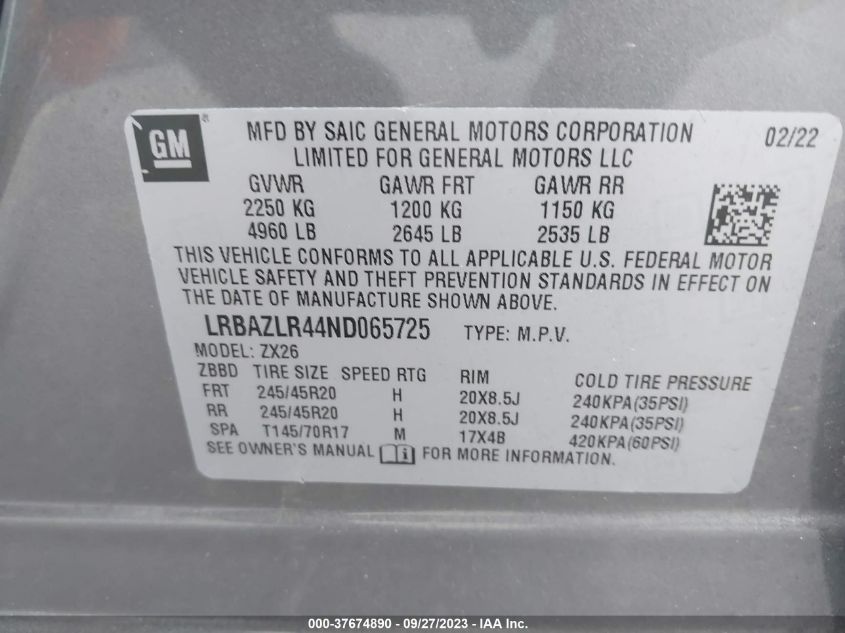 GM ®
MFD BY SAIC GENERAL MOTORS CORPORATION 02/22
LIMITED FOR GENERAL MOTORS LLC
GVWR GAWR FRT GAWR RR
2250 KG 1200 KG 1150 KG
4960 LB 2645 LB 2535 LB
THIS VEHICLE CONFORMS TO ALL APPLICABLE U.S. FEDERAL MOTOR
VEHICLE SAFETY AND THEFT PREVENTION STANDARDS IN EFFECT ON
THE DATE OF MANUFACTURE SHOWN ABOVE.
LRBAZLR44ND065725 TYPE: M.P.V.
MODEL: ZX26
ZBBD TIRE SIZE SPEED RTG RIM COLD TIRE PRESSURE
FRT 245/45R20 H 20X8.5J 240KPA(35PSI)
RR 245/45R20 H 20X8.5J 240KPA(35PSI)
SPA T145/70R17 M 17X4B 420KPA(60PSI)
SEE OWNER'S MANUAL i FOR MORE INFORMATION.
000-37674890 - 09/27/2023 - IAA Inc.